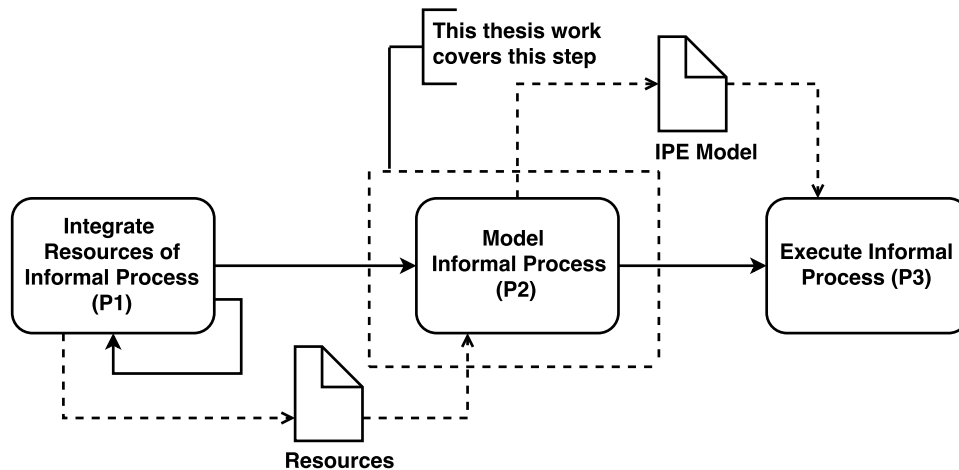 This thesis work
covers this step
IPE Model
Integrate
Resources of
Informal Process
(P1)
Model
Informal Process
(P2)
Execute Informal
Process (P3)
Resources